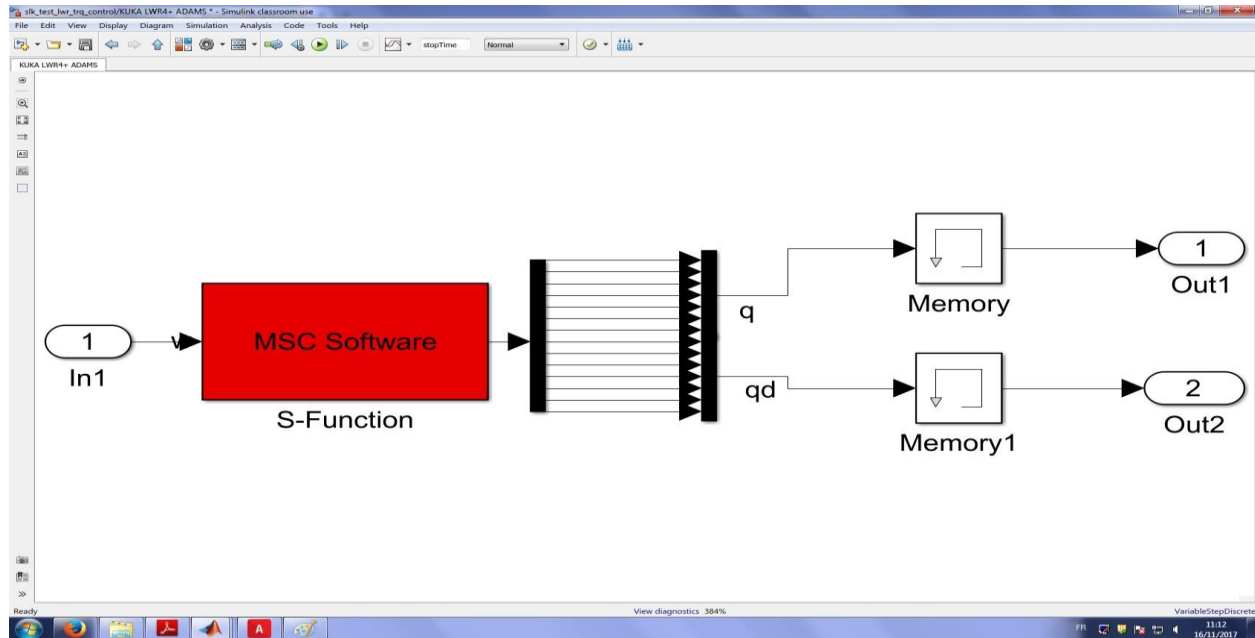 slk_test_lwr_trq_control/KUKA LWR4+ ADAMS * - Simulink classroom use
File Edit View Display Diagram Simulation Analysis Code Tools Help
stopTime Normal
KUKA LWR4+ ADAMS
1
In1
MSC Software
S-Function
q
qd
Memory
Memory1
1
Out1
2
Out2
Ready View diagnostics 384% VariableStepDiscrete
FR 11:12
16/11/2017